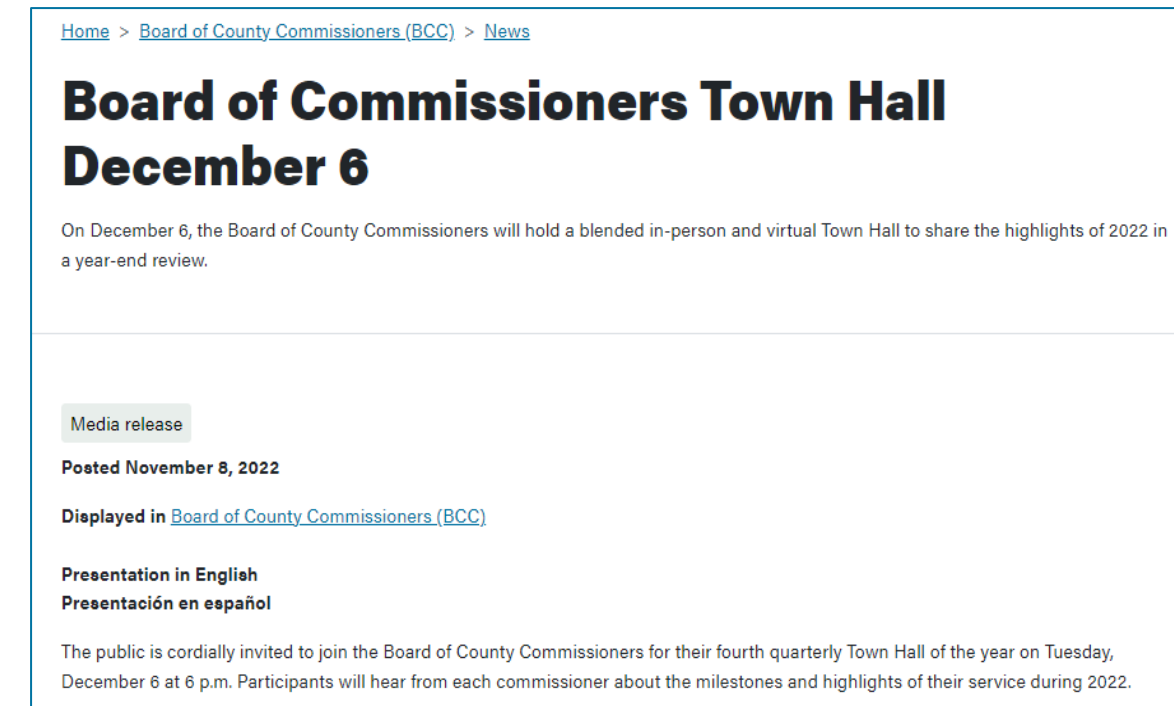 Home > Board of County Commissioners (BCC) > News
Board of Commissioners Town Hall
December 6
On December 6, the Board of County Commissioners will hold a blended in-person and virtual Town Hall to share the highlights of 2022 in
a year-end review.
Media release
Posted November 8, 2022
Displayed in Board of County Commissioners (BCC)
Presentation in English
Presentación en español
The public is cordially invited to join the Board of County Commissioners for their fourth quarterly Town Hall of the year on Tuesday,
December 6 at 6 p.m. Participants will hear from each commissioner about the milestones and highlights of their service during 2022.